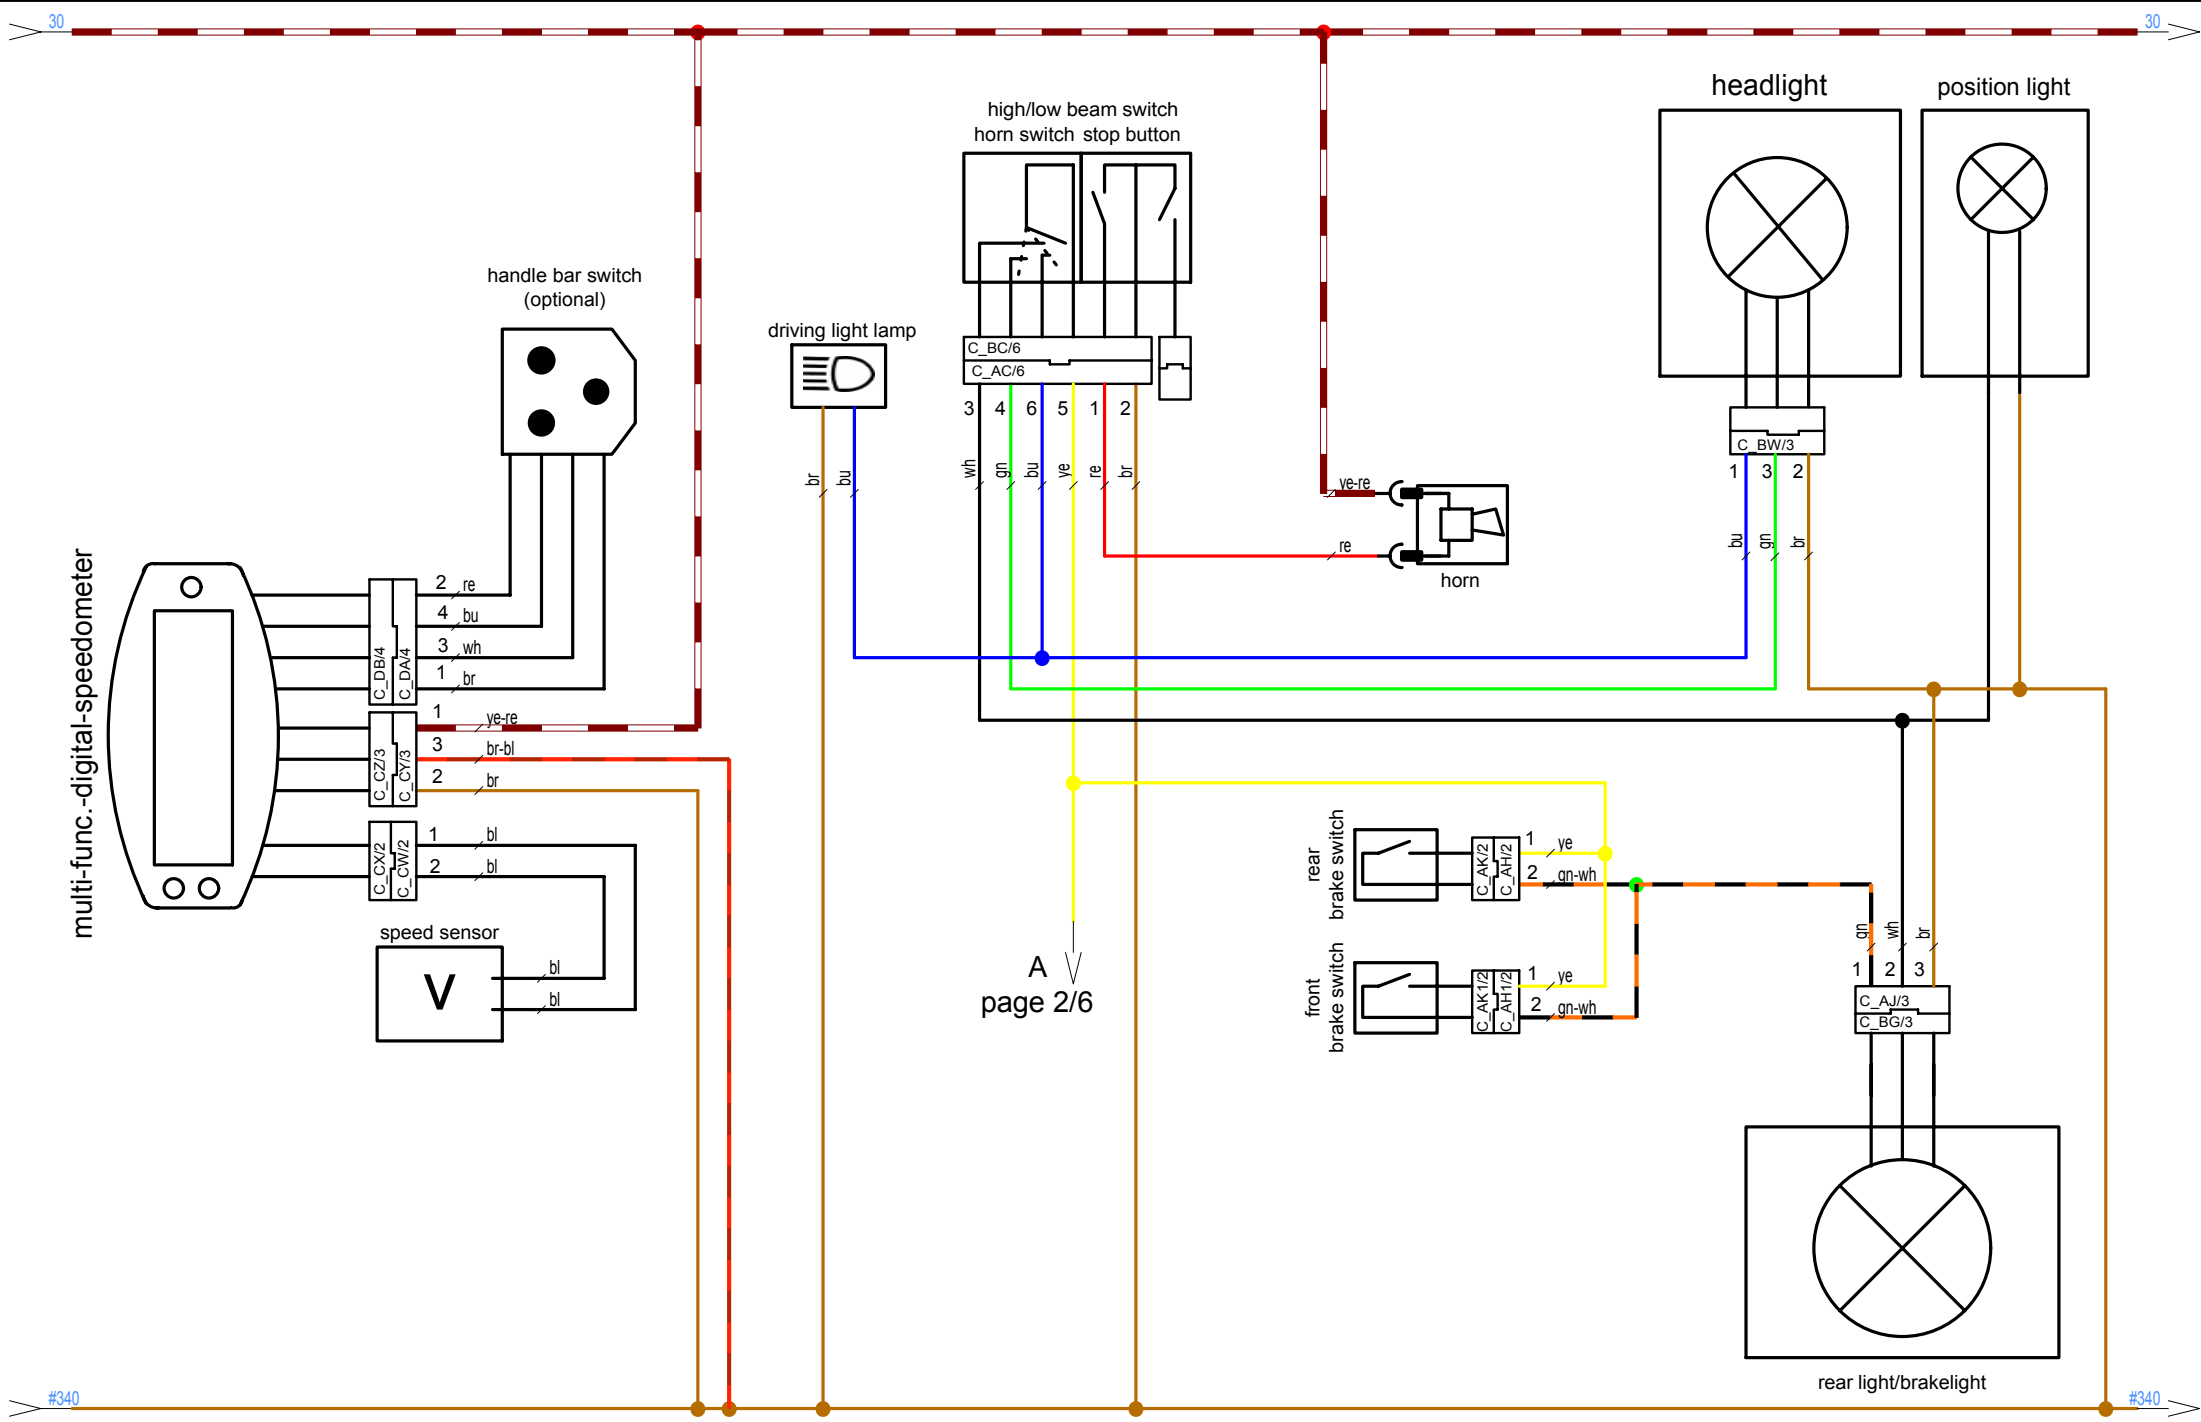 30
30
headlight
position light
high/low beam switch
horn switch stop button
handle bar switch
(optional)
driving light lamp
C_BC/6
C_AC/6
3 4 6 5 1 2
wh gn bu ye re br
br bu
C_BW/3
1 3 2
bu gn br
ye-re
re
horn
multi-func.-digital-speedometer
2 re
4 bu
3 wh
1 br
C_DB/4
C_DA/4
1 ye-re
3 br-bl
2 br
C_CZ/3
C_CY/3
1 bl
2 bl
C_CX/2
C_CW/2
speed sensor
V
bl
bl
A
page 2/6
rear
brake switch
C_AK/2
C_AH/2
1 ye
2 gn-wh
front
brake switch
C_AK1/2
C_AH1/2
1 ye
2 gn-wh
gn wh br
1 2 3
C_AJ/3
C_BG/3
rear light/brakelight
#340
#340